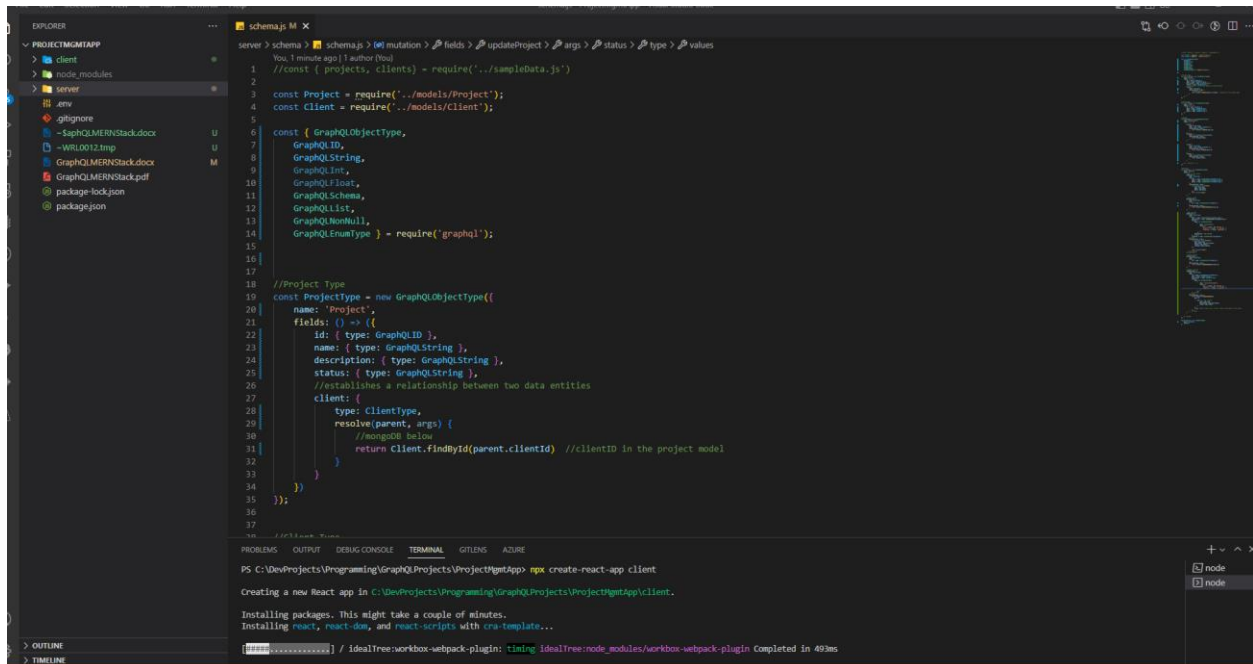 EXPLORER
PROJECTMGMTAPP
client
node_modules
server
.env
.gitignore
~$aphQLMERNStack.docx U
~WRL0012.tmp U
GraphQLMERNStack.docx M
GraphQLMERNStack.pdf
package-lock.json
package.json
OUTLINE
TIMELINE
schema.js M
server > schema > schema.js > mutation > fields > updateProject > args > status > type > values
You, 1 minute ago | 1 author (You)
1 //const { projects, clients} = require('../sampleData.js')
2
3 const Project = require('../models/Project');
4 const Client = require('../models/Client');
5
6 const { GraphQLObjectType,
7 GraphQLID,
8 GraphQLString,
9 GraphQLInt,
10 GraphQLFloat,
11 GraphQLSchema,
12 GraphQLList,
13 GraphQLNonNull,
14 GraphQLEnumType } = require('graphql');
15
16
17
18 //Project Type
19 const ProjectType = new GraphQLObjectType({
20 name: 'Project',
21 fields: () => ({
22 id: { type: GraphQLID },
23 name: { type: GraphQLString },
24 description: { type: GraphQLString },
25 status: { type: GraphQLString },
26 //establishes a relationship between two data entities
27 client: {
28 type: ClientType,
29 resolve(parent, args) {
30 //mongoDB below
31 return Client.findById(parent.clientId) //clientID in the project model
32 }
33 }
34 })
35 });
36
37
PROBLEMS OUTPUT DEBUG CONSOLE TERMINAL GITLENS AZURE
PS C:\DevProjects\Programming\GraphQLProjects\ProjectMgmtApp> npx create-react-app client
Creating a new React app in C:\DevProjects\Programming\GraphQLProjects\ProjectMgmtApp\client.
Installing packages. This might take a couple of minutes.
Installing react, react-dom, and react-scripts with cra-template...
[#####.............] / idealTree:workbox-webpack-plugin: timing idealTree:node_modules/workbox-webpack-plugin Completed in 493ms
node
node